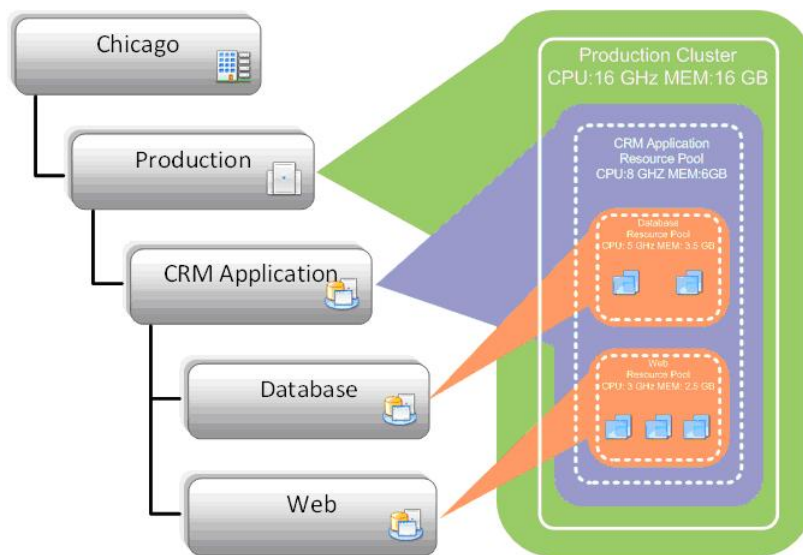 Chicago
Production
CRM Application
Database
Web
Production Cluster
CPU:16 GHz MEM:16 GB
CRM Application
Resource Pool
CPU:8 GHZ MEM:6GB
Database
Resource Pool
CPU: 5 GHz MEM: 3.5 GB
Web
Resource Pool
CPU: 3 GHz MEM: 2.5 GB